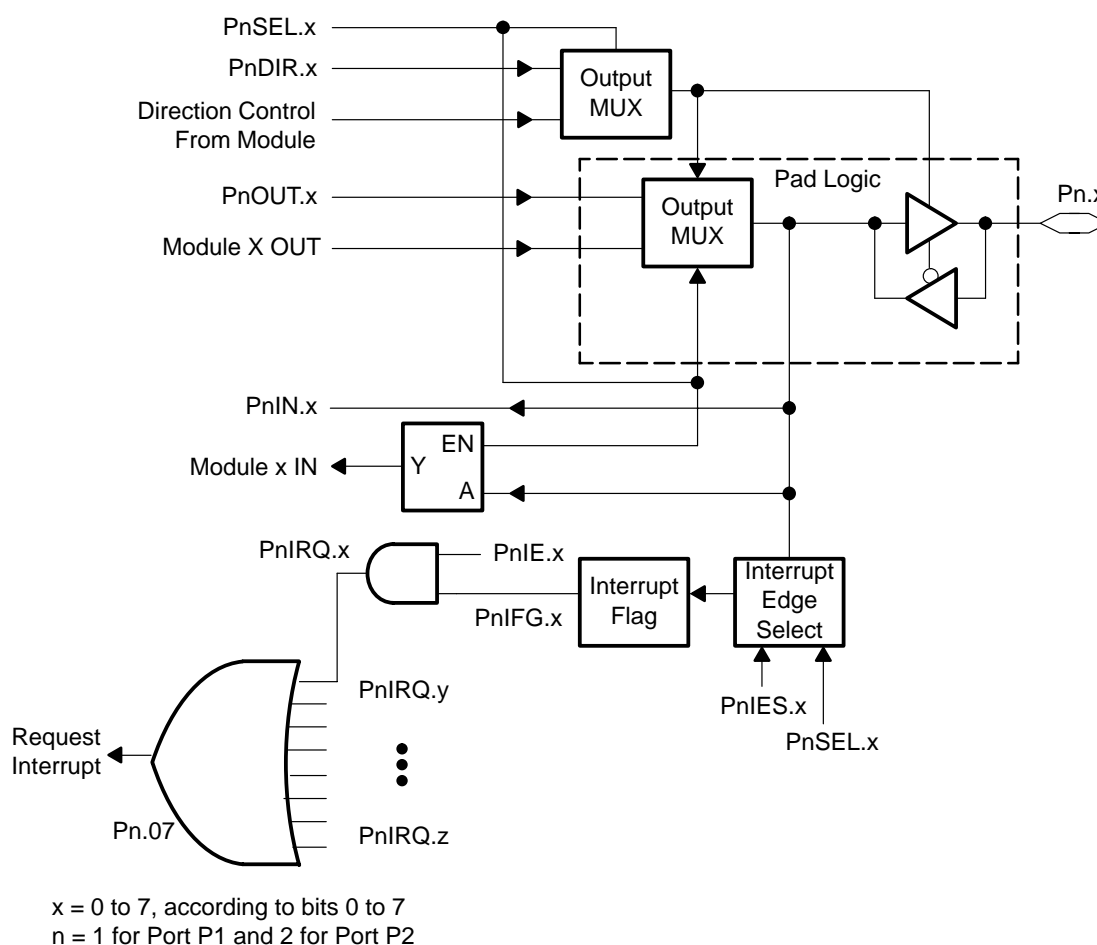 PnSEL.x
PnDIR.x
Direction Control
From Module
Output
MUX
Pad Logic
PnOUT.x
Module X OUT
Output
MUX
Pn.x
PnIN.x
Module x IN
EN
Y
A
PnIRQ.x
PnIE.x
PnIFG.x
Interrupt
Flag
Interrupt
Edge
Select
PnIES.x
PnSEL.x
PnIRQ.y
Request
Interrupt
Pn.07
PnIRQ.z
x = 0 to 7, according to bits 0 to 7
n = 1 for Port P1 and 2 for Port P2